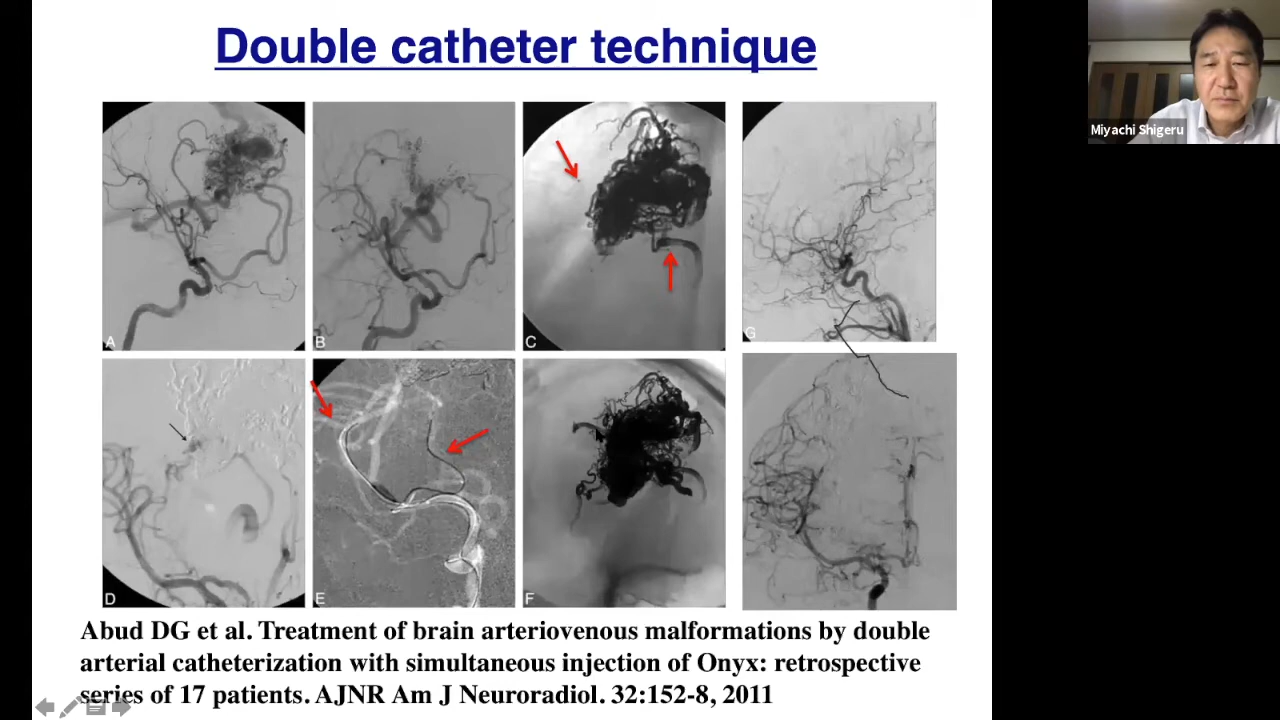 Double catheter technique
Miyachi Shigeru
A
B
C
G
D
E
F
Abud DG et al. Treatment of brain arteriovenous malformations by double
arterial catheterization with simultaneous injection of Onyx: retrospective
series of 17 patients. AJNR Am J Neuroradiol. 32:152-8, 2011